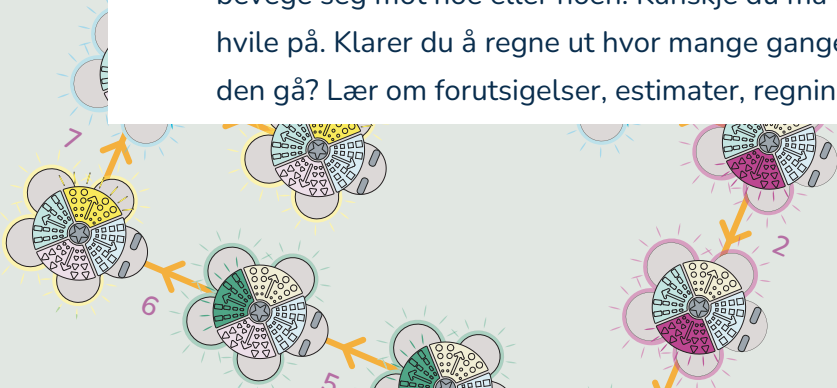 hvile på. Klarer du å regne ut hvor mange gange
den gå? Lær om forutsigelser, estimater, regnin
7
2
6
5